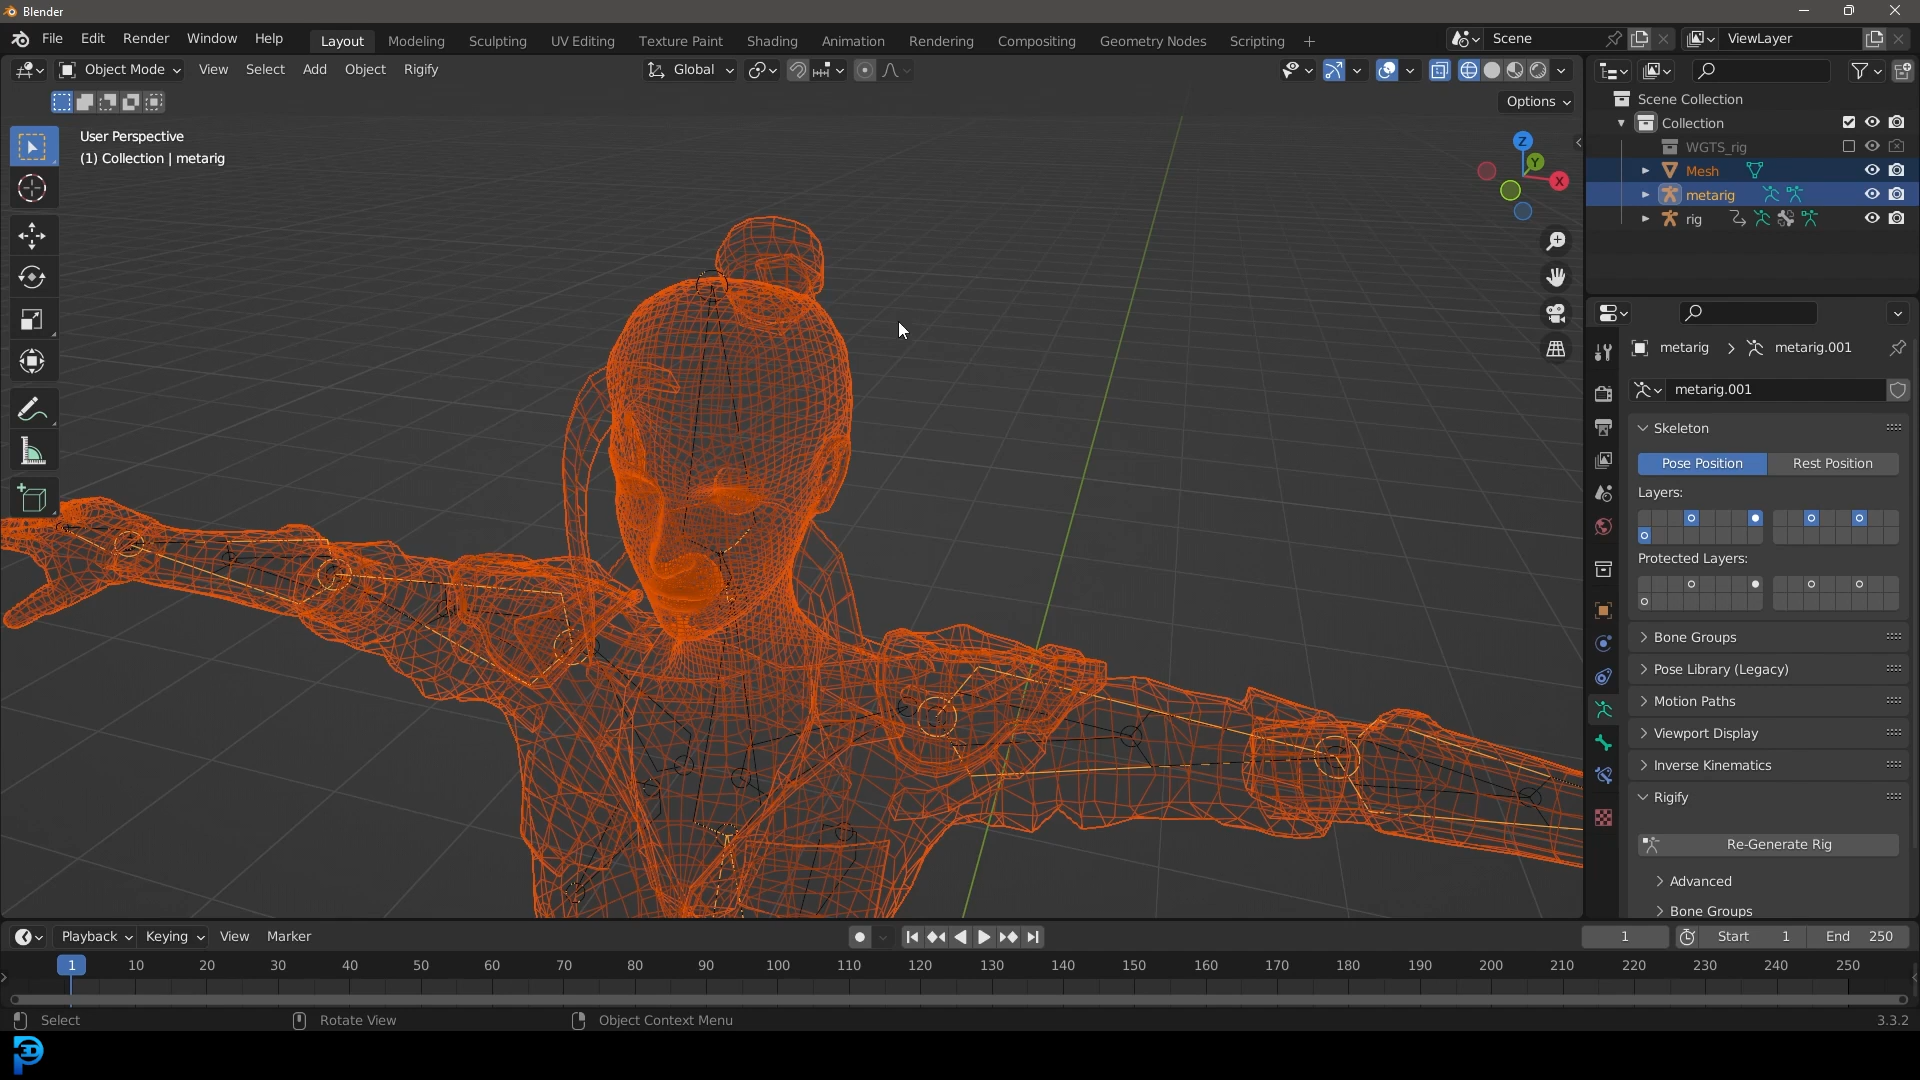 Blender
File Edit Render Window Help Layout Modeling Sculpting UV Editing Texture Paint Shading Animation Rendering Compositing Geometry Nodes Scripting + Scene ViewLayer
Object Mode View Select Add Object Rigify Global
Options
User Perspective
(1) Collection | metarig
Z
Y
X
Scene Collection
Collection
WGTS_rig
Mesh
metarig
rig
metarig > metarig.001
metarig.001
Skeleton
Pose Position Rest Position
Layers:
Protected Layers:
Bone Groups
Pose Library (Legacy)
Motion Paths
Viewport Display
Inverse Kinematics
Rigify
Re-Generate Rig
Advanced
Bone Groups
Playback Keying View Marker 1 Start 1 End 250
1 10 20 30 40 50 60 70 80 90 100 110 120 130 140 150 160 170 180 190 200 210 220 230 240 250
Select Rotate View Object Context Menu 3.3.2
3D